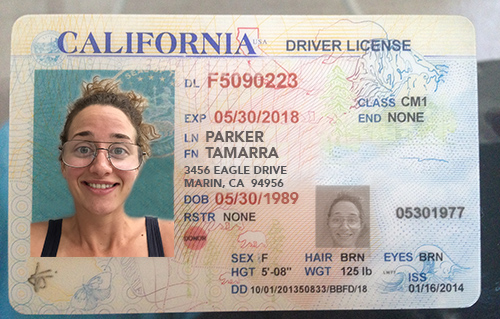 CALIFORNIA USA DRIVER LICENSE
DL F5090223
CLASS CM1
EXP 05/30/2018 END NONE
LN PARKER
FN TAMARRA
3456 EAGLE DRIVE
MARIN, CA 94956
DOB 05/30/1989
RSTR NONE 05301977
DONOR
SEX F HAIR BRN EYES BRN
HGT 5'-08" WGT 125 lb ISS
DD 10/01/201350833/BBFD/18 01/16/2014